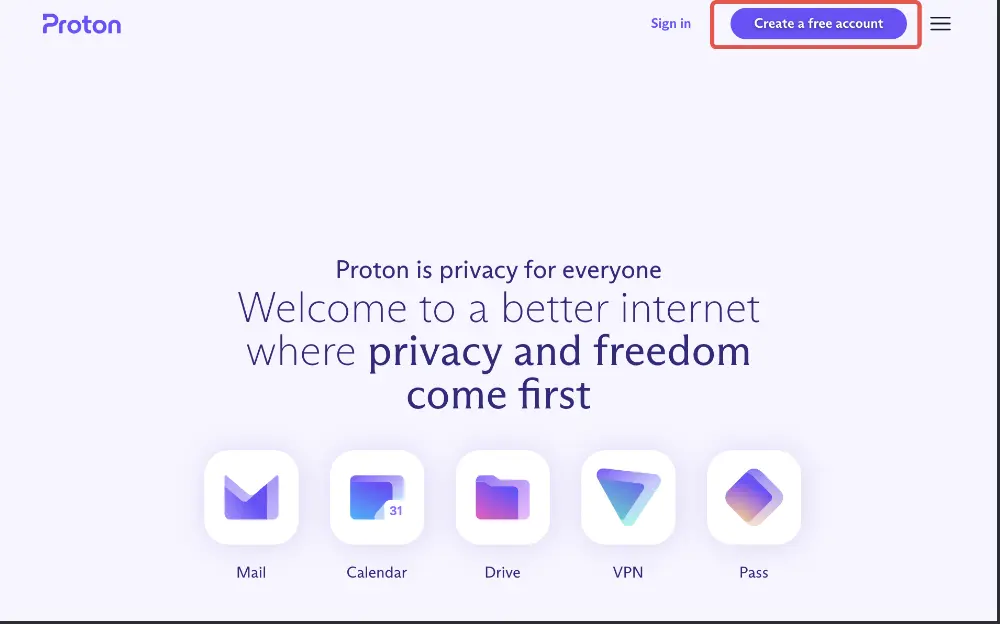 Proton
Sign in
Create a free account
Proton is privacy for everyone
Welcome to a better internet
where privacy and freedom
come first
31
Mail
Calendar
Drive
VPN
Pass